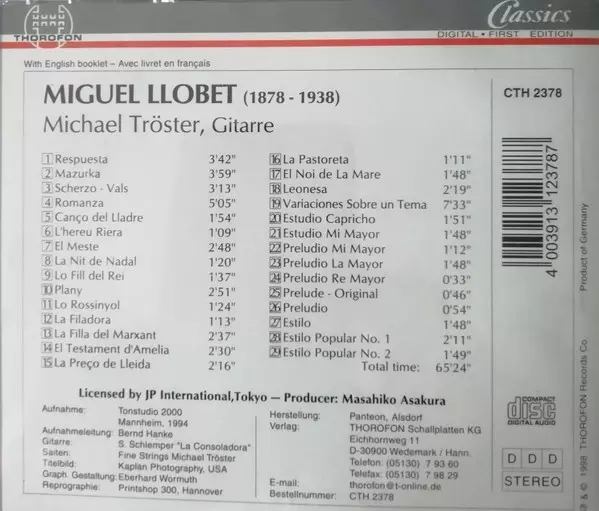 Classics
THOROFON
DIGITAL • FIRST EDITION
With English booklet – Avec livret en français
MIGUEL LLOBET (1878 - 1938)
CTH 2378
Michael Tröster, Gitarre
1 Respuesta 3'42"
2 Mazurka 3'59"
3 Scherzo - Vals 3'13"
4 Romanza 5'05"
5 Canço del Lladre 1'54"
6 L'hereu Riera 1'09"
7 El Meste 2'48"
8 La Nit de Nadal 1'20"
9 Lo Fill del Rei 1'37"
10 Plany 2'51"
11 Lo Rossinyol 1'24"
12 La Filadora 1'13"
13 La Filla del Marxant 2'37"
14 El Testament d'Amelia 2'30"
15 La Preço de Lleida 2'16"
16 La Pastoreta 1'11"
17 El Noi de La Mare 1'48"
18 Leonesa 2'19"
19 Variaciones Sobre un Tema 7'33"
20 Estudio Capricho 1'51"
21 Estudio Mi Mayor 1'48"
22 Preludio Mi Mayor 1'12"
23 Preludio La Mayor 1'48"
24 Preludio Re Mayor 0'33"
25 Prelude - Original 0'46"
26 Preludio 0'54"
27 Estilo 1'48"
28 Estilo Popular No. 1 2'11"
29 Estilo Popular No. 2 1'49"
Total time: 65'24"
4 003913 123787
Product of Germany
Licensed by JP International,Tokyo — Producer: Masahiko Asakura
Aufnahme: Tonstudio 2000
Mannheim, 1994
Aufnahmeleitung: Bernd Hanke
Gitarre: S. Schlemper "La Consoladora"
Saiten: Fine Strings Michael Tröster
Titelbild: Kaplan Photography, USA
Graph. Gestaltung: Eberhard Wormuth
Reprographie: Printshop 300, Hannover
Herstellung: Panteon, Alsdorf
Verlag: THOROFON Schallplatten KG
Eichhornweg 11
D-30900 Wedemark / Hann.
Telefon: (05130) 7 93 60
Telefax: (05130) 7 98 29
E-mail: thorofon@t-online.de
Bestellnummer: CTH 2378
COMPACT
disc
DIGITAL AUDIO
D D D
STEREO
& © 1998 THOROFON Records Co.